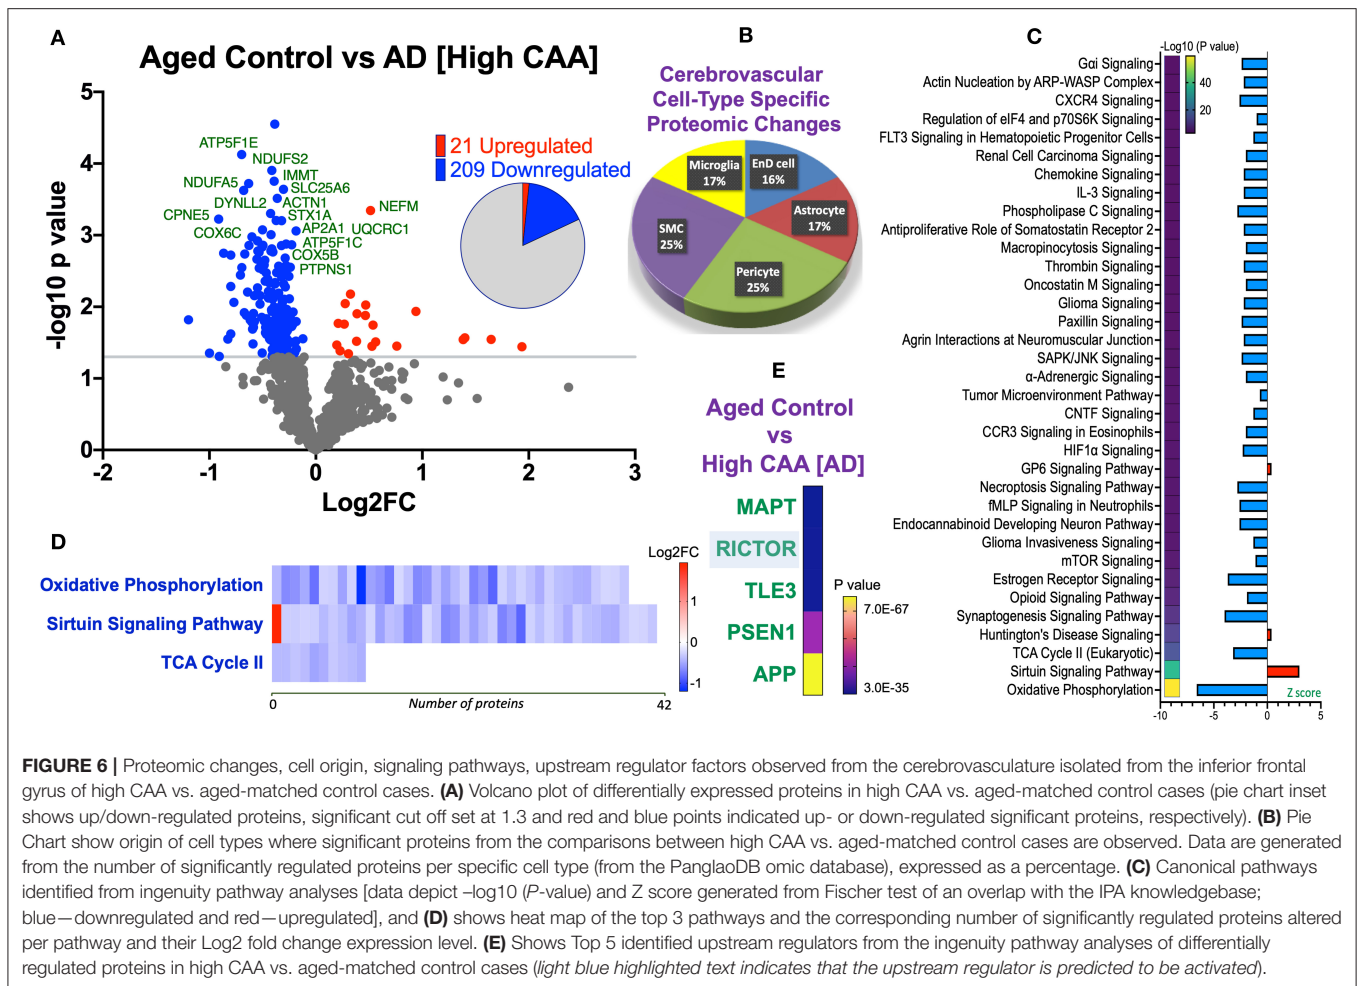 A
Aged Control vs AD [High CAA]
5
4
3
2
1
0
-log10 p value
-2
-1
0
1
2
3
Log2FC
ATP5F1E
NDUFS2
IMMT
NDUFA5
SLC25A6
DYNLL2
ACTN1
CPNE5
STX1A
NEFM
COX6C
AP2A1
UQCRC1
ATP5F1C
COX5B
PTPNS1
21 Upregulated
209 Downregulated
B
Cerebrovascular
Cell-Type Specific
Proteomic Changes
Microglia
17%
EnD cell
16%
Astrocyte
17%
SMC
25%
Pericyte
25%
C
-Log10 (P value)
40
20
Gαi Signaling
Actin Nucleation by ARP-WASP Complex
CXCR4 Signaling
Regulation of eIF4 and p70S6K Signaling
FLT3 Signaling in Hematopoietic Progenitor Cells
Renal Cell Carcinoma Signaling
Chemokine Signaling
IL-3 Signaling
Phospholipase C Signaling
Antiproliferative Role of Somatostatin Receptor 2
Macropinocytosis Signaling
Thrombin Signaling
Oncostatin M Signaling
Glioma Signaling
Paxillin Signaling
Agrin Interactions at Neuromuscular Junction
SAPK/JNK Signaling
α-Adrenergic Signaling
Tumor Microenvironment Pathway
CNTF Signaling
CCR3 Signaling in Eosinophils
HIF1α Signaling
GP6 Signaling Pathway
Necroptosis Signaling Pathway
fMLP Signaling in Neutrophils
Endocannabinoid Developing Neuron Pathway
Glioma Invasiveness Signaling
mTOR Signaling
Estrogen Receptor Signaling
Opioid Signaling Pathway
Synaptogenesis Signaling Pathway
Huntington's Disease Signaling
TCA Cycle II (Eukaryotic)
Sirtuin Signaling Pathway
Oxidative Phosphorylation
Z score
-10
-5
0
5
D
Log2FC
Oxidative Phosphorylation
Sirtuin Signaling Pathway
TCA Cycle II
1
0
-1
0
Number of proteins
42
E
Aged Control
vs
High CAA [AD]
MAPT
RICTOR
TLE3
PSEN1
APP
P value
7.0E-67
3.0E-35
FIGURE 6 | Proteomic changes, cell origin, signaling pathways, upstream regulator factors observed from the cerebrovasculature isolated from the inferior frontal
gyrus of high CAA vs. aged-matched control cases. (A) Volcano plot of differentially expressed proteins in high CAA vs. aged-matched control cases (pie chart inset
shows up/down-regulated proteins, significant cut off set at 1.3 and red and blue points indicated up- or down-regulated significant proteins, respectively). (B) Pie
Chart show origin of cell types where significant proteins from the comparisons between high CAA vs. aged-matched control cases are observed. Data are generated
from the number of significantly regulated proteins per specific cell type (from the PanglaoDB omic database), expressed as a percentage. (C) Canonical pathways
identified from ingenuity pathway analyses [data depict –log10 (P-value) and Z score generated from Fischer test of an overlap with the IPA knowledgebase;
blue—downregulated and red—upregulated], and (D) shows heat map of the top 3 pathways and the corresponding number of significantly regulated proteins altered
per pathway and their Log2 fold change expression level. (E) Shows Top 5 identified upstream regulators from the ingenuity pathway analyses of differentially
regulated proteins in high CAA vs. aged-matched control cases (light blue highlighted text indicates that the upstream regulator is predicted to be activated).